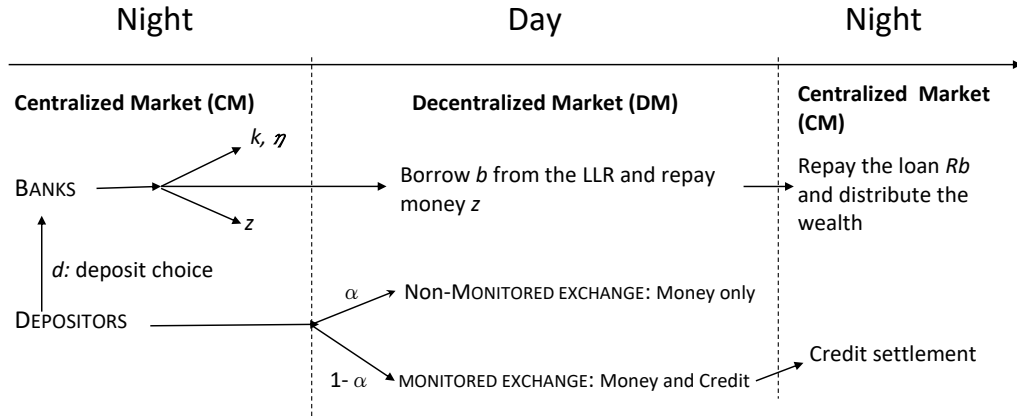 Night
Day
Night
Centralized Market (CM)
Decentralized Market (DM)
Centralized Market
(CM)
k, η
BANKS
Borrow b from the LLR and repay
money z
Repay the loan Rb
and distribute the
wealth
z
d: deposit choice
α
Non-MONITORED EXCHANGE: Money only
DEPOSITORS
Credit settlement
1- α
MONITORED EXCHANGE: Money and Credit